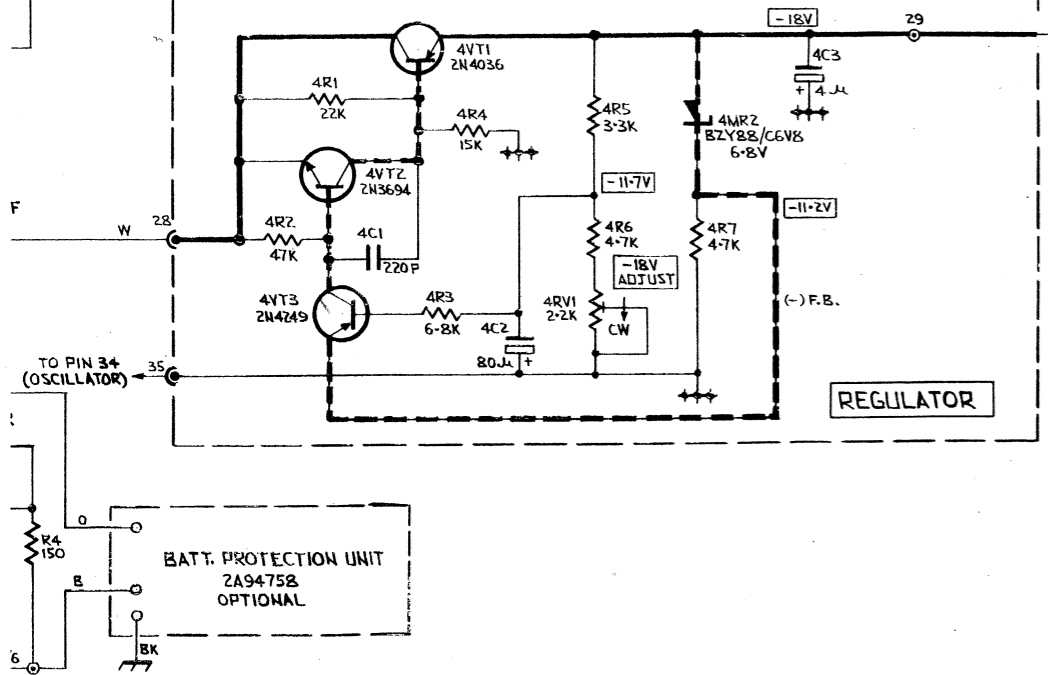 -18V
29
4VT1
2N4036
4C3
+ 4 μ
4R1
22K
4R4
15K
4R5
3·3K
4MR2
BZY88/C6V8
6·8V
4VT2
2N3694
-11·7V
-11·2V
F
W
28
4R2
47K
4C1
220P
4R6
4·7K
4R7
4·7K
-18V
ADJUST
4VT3
2N4249
4R3
6·8K
4C2
80μ +
4RV1
2·2K
CW
(-) F.B.
TO PIN 34
(OSCILLATOR)
35
REGULATOR
O
R4
150
BATT. PROTECTION UNIT
2A94758
OPTIONAL
B
BK
6